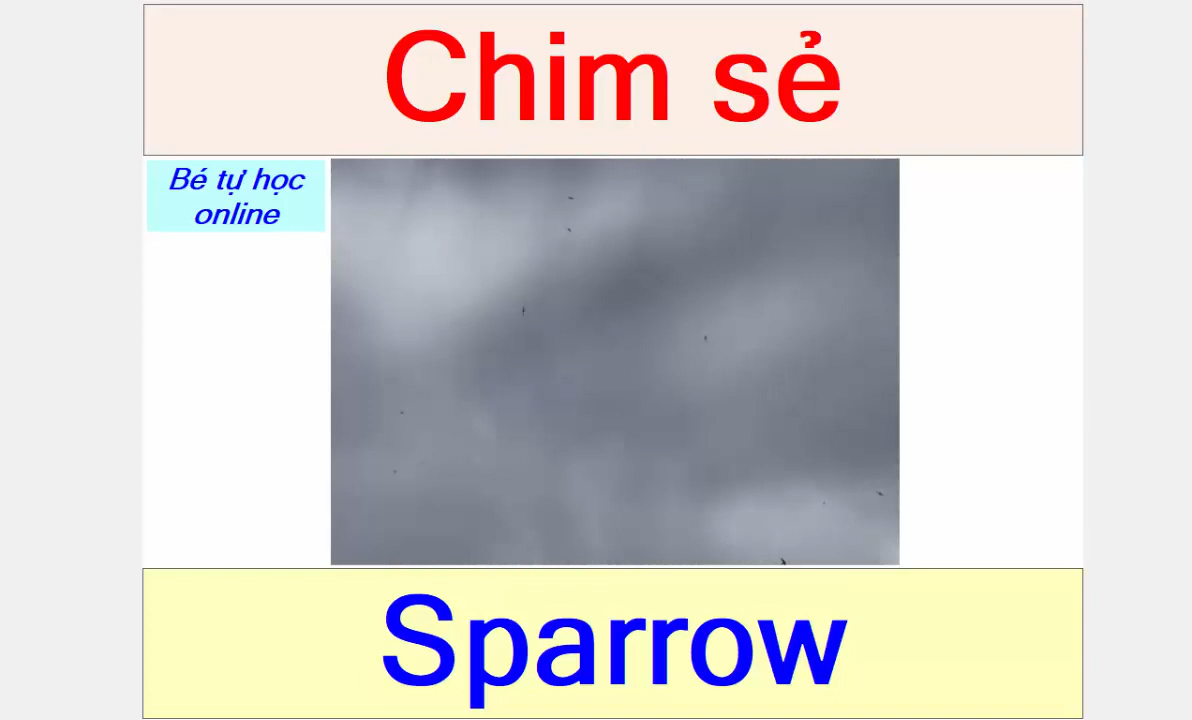 Chim sẻ
Bé tự học
online
Sparrow